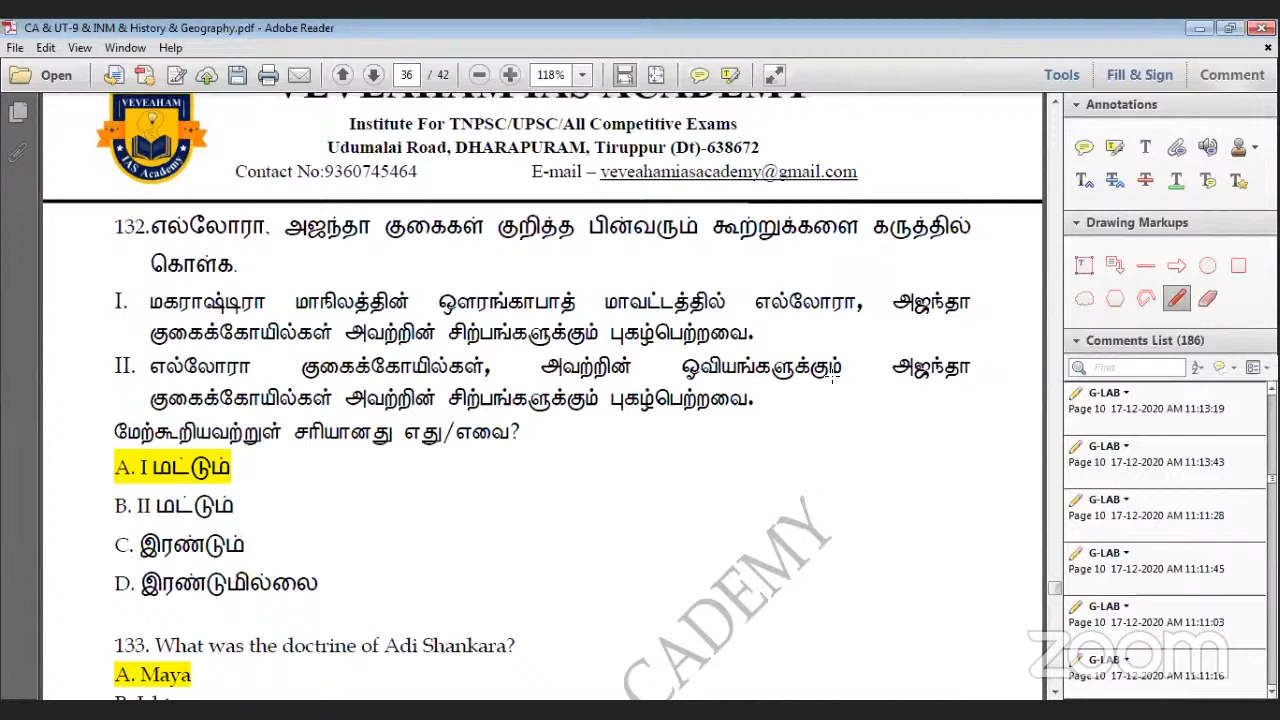 CA & UT-9 & INM & History & Geography.pdf - Adobe Reader
File Edit View Window Help
Open 36 / 42 118% Tools Fill & Sign Comment
VEVEAHAM IAS ACADEMY
VEVEAHAM
IAS Academy
Institute For TNPSC/UPSC/All Competitive Exams
Udumalai Road, DHARAPURAM, Tiruppur (Dt)-638672
Contact No:9360745464 E-mail – veveahamiasacademy@gmail.com
132.எல்லோரா, அஜந்தா குகைகள் குறித்த பின்வரும் கூற்றுக்களை கருத்தில்
கொள்க.
I. மகராஷ்டிரா மாநிலத்தின் ஔரங்காபாத் மாவட்டத்தில் எல்லோரா, அஜந்தா
குகைக்கோயில்கள் அவற்றின் சிற்பங்களுக்கும் புகழ்பெற்றவை.
II. எல்லோரா குகைக்கோயில்கள், அவற்றின் ஓவியங்களுக்கும் அஜந்தா
குகைக்கோயில்கள் அவற்றின் சிற்பங்களுக்கும் புகழ்பெற்றவை.
மேற்கூறியவற்றுள் சரியானது எது/எவை?
A. I மட்டும்
B. II மட்டும்
C. இரண்டும்
D. இரண்டுமில்லை
133. What was the doctrine of Adi Shankara?
A. Maya
CADEMY
Annotations
Drawing Markups
Comments List (186)
Find
G-LAB
Page 10 17-12-2020 AM 11:13:19
G-LAB
Page 10 17-12-2020 AM 11:13:43
G-LAB
Page 10 17-12-2020 AM 11:11:28
G-LAB
Page 10 17-12-2020 AM 11:11:45
G-LAB
Page 10 17-12-2020 AM 11:11:03
G-LAB
Page 10 17-12-2020 AM 11:11:16
zoom